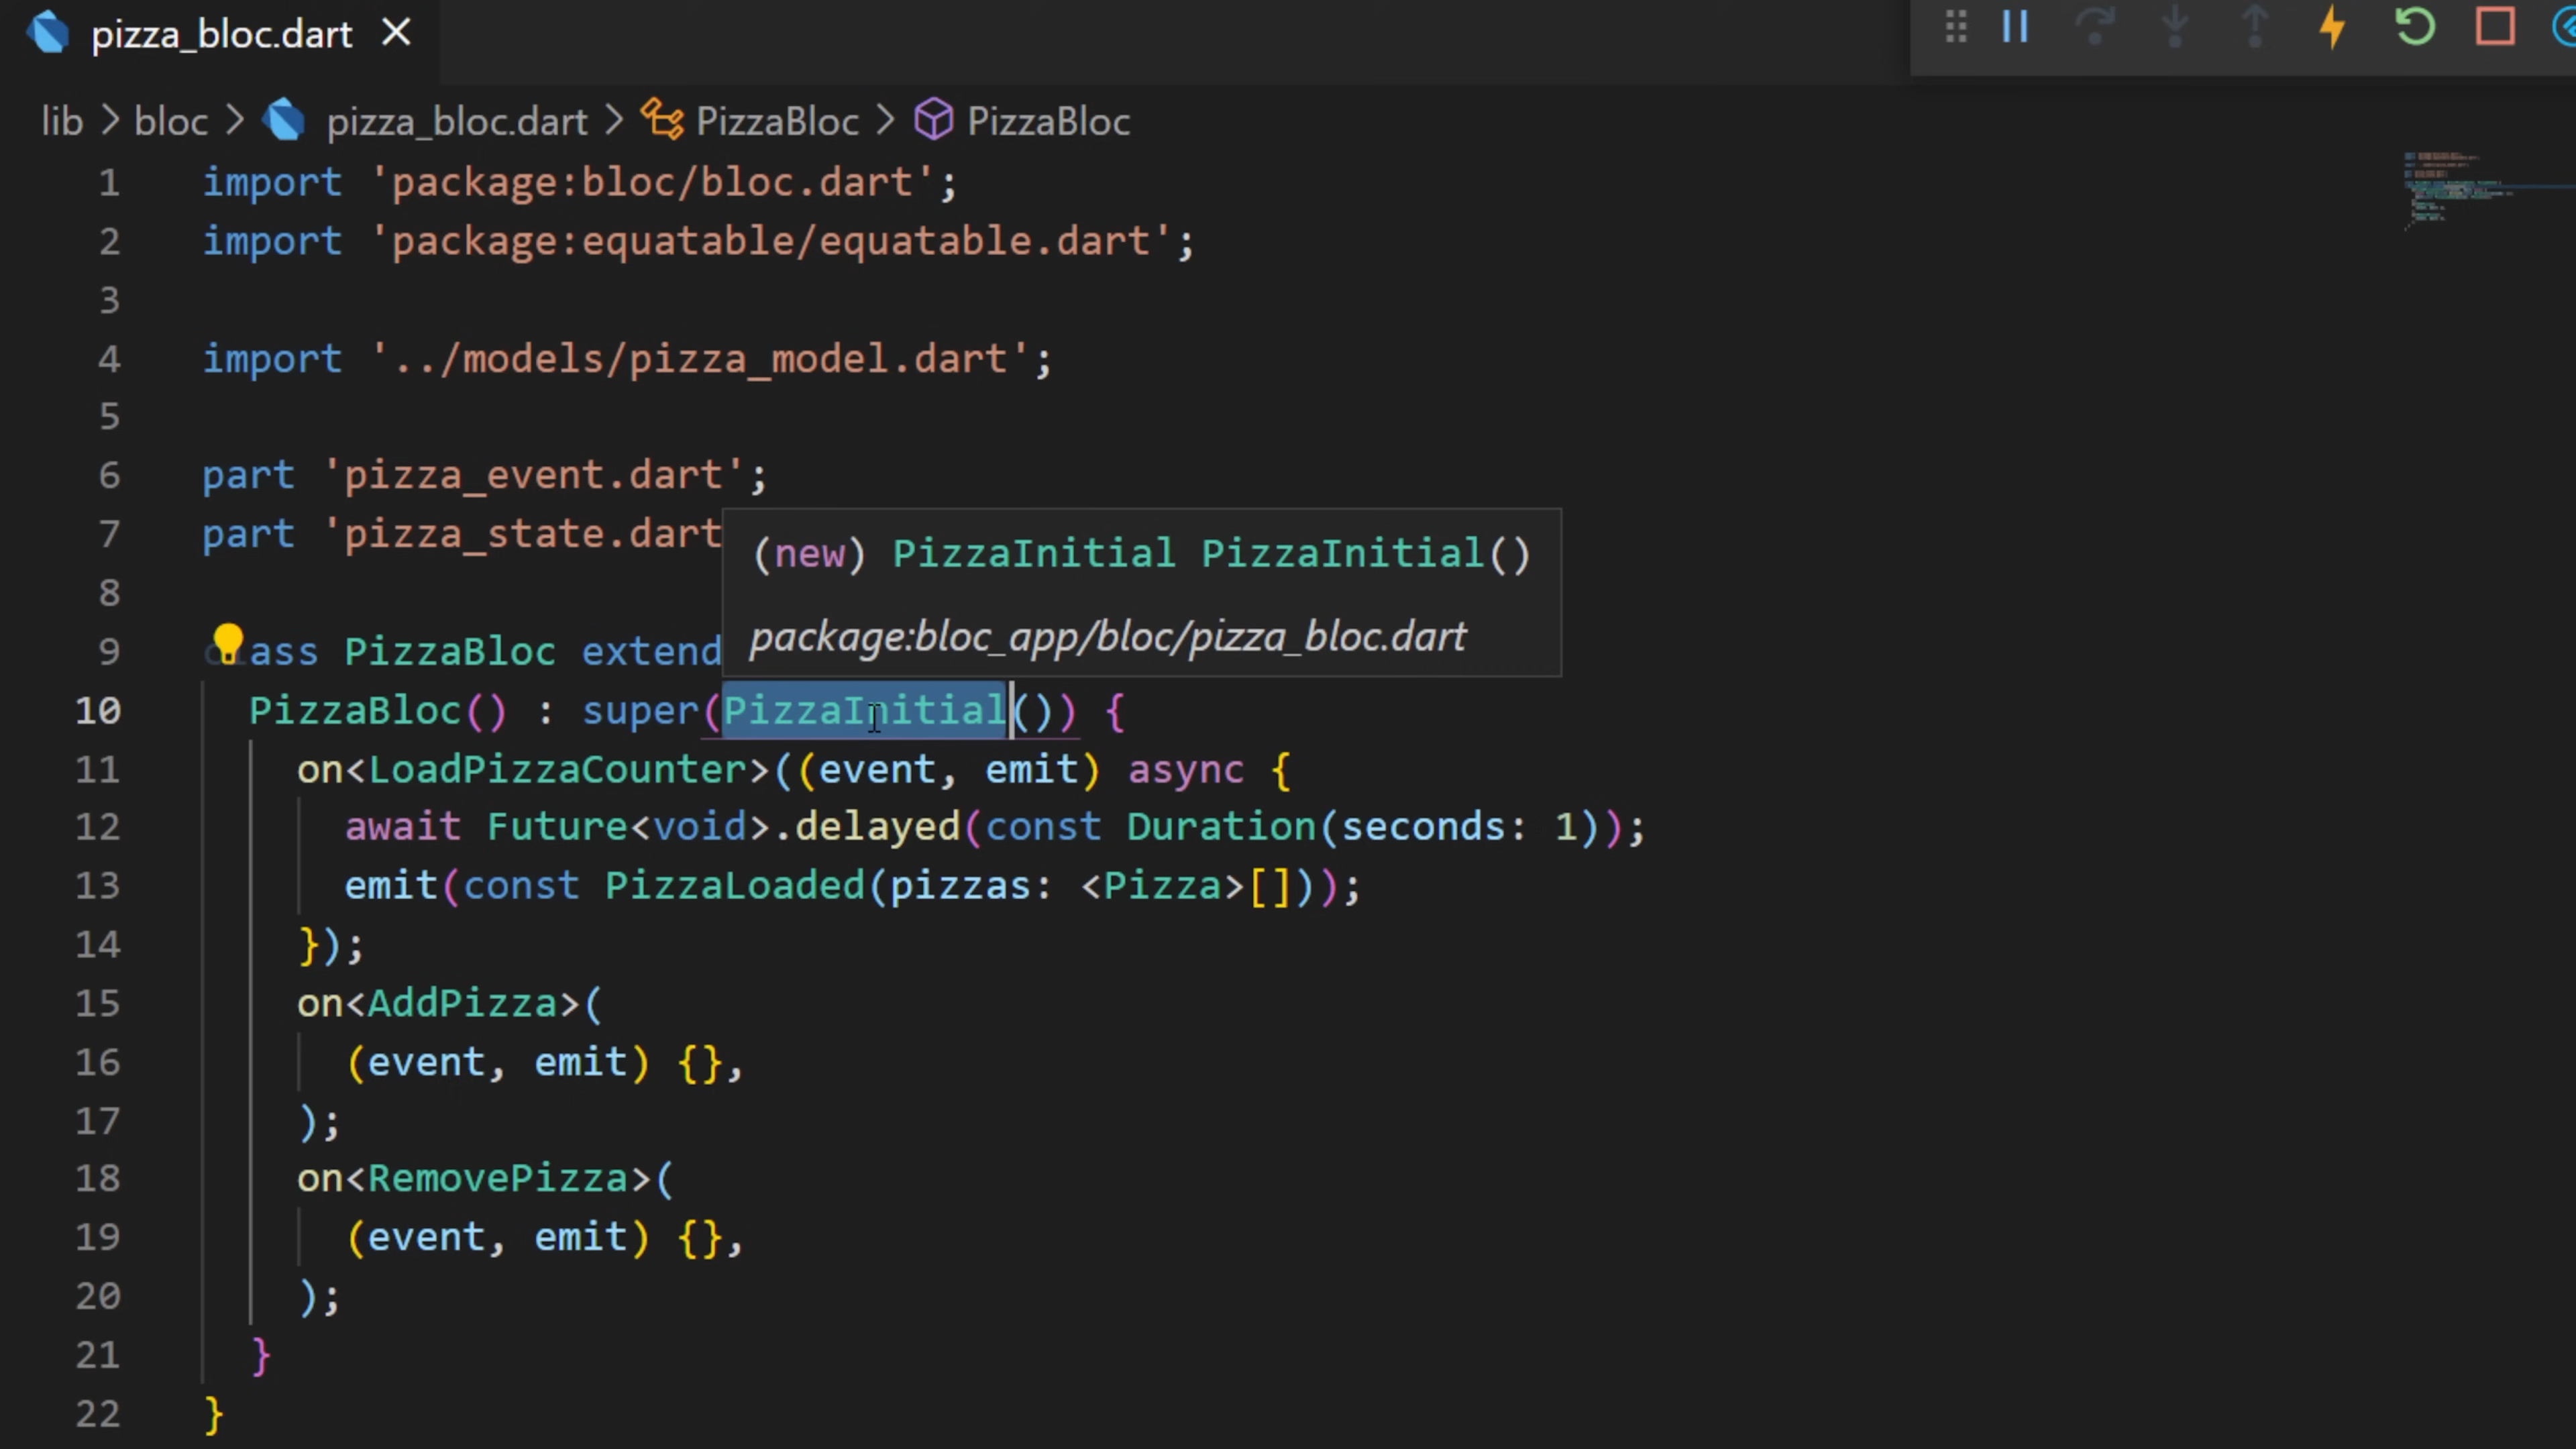 pizza_bloc.dart
lib > bloc > pizza_bloc.dart > PizzaBloc > PizzaBloc
1 import 'package:bloc/bloc.dart';
2 import 'package:equatable/equatable.dart';
3
4 import '../models/pizza_model.dart';
5
6 part 'pizza_event.dart';
7 part 'pizza_state.dart
(new) PizzaInitial PizzaInitial()
package:bloc_app/bloc/pizza_bloc.dart
8
9 class PizzaBloc extend
10 PizzaBloc() : super(PizzaInitial()) {
11 on<LoadPizzaCounter>((event, emit) async {
12 await Future<void>.delayed(const Duration(seconds: 1));
13 emit(const PizzaLoaded(pizzas: <Pizza>[]));
14 });
15 on<AddPizza>(
16 (event, emit) {},
17 );
18 on<RemovePizza>(
19 (event, emit) {},
20 );
21 }
22 }